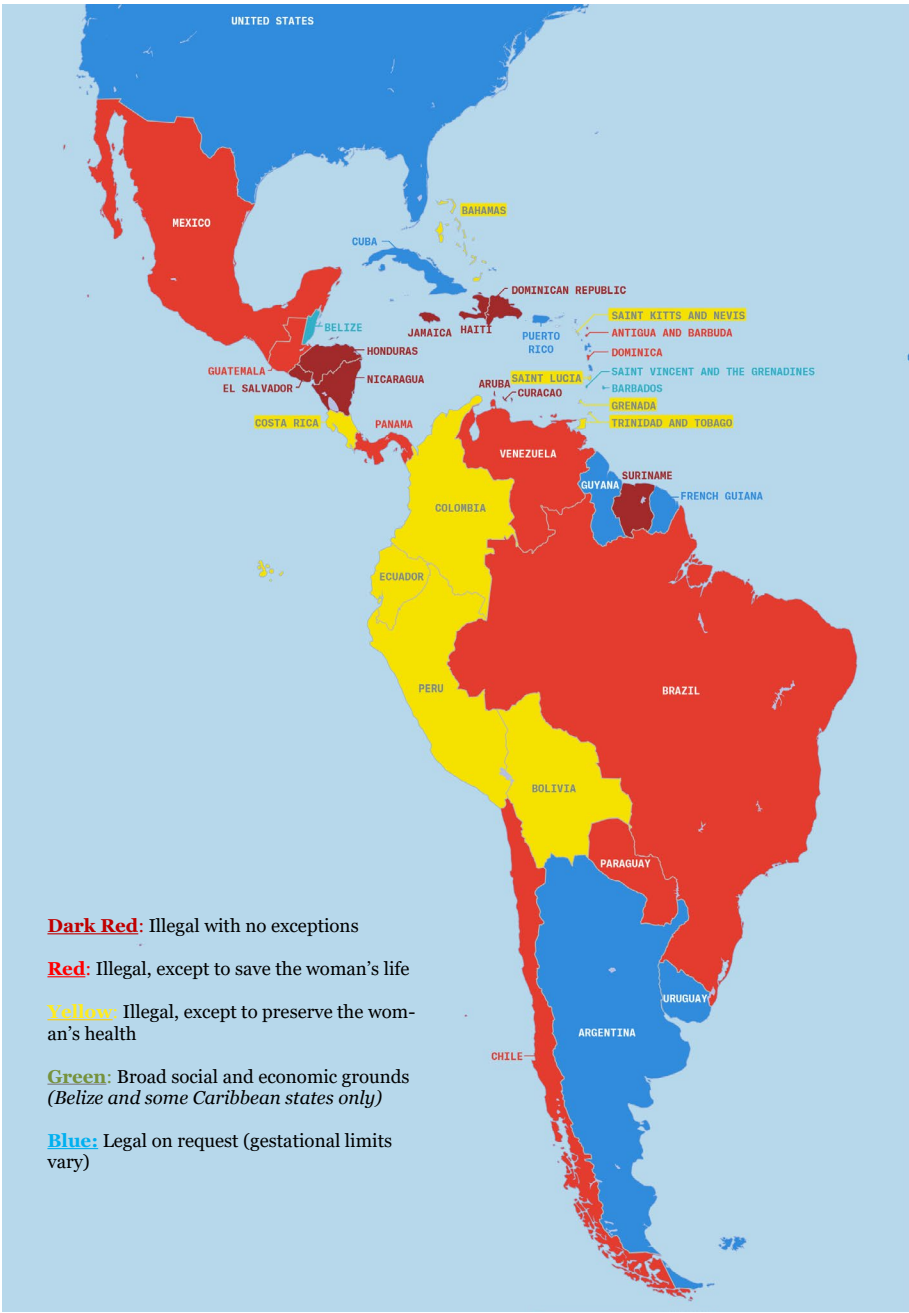 UNITED STATES
MEXICO
BAHAMAS
CUBA
DOMINICAN REPUBLIC
JAMAICA
HAITI
PUERTO
RICO
SAINT KITTS AND NEVIS
ANTIGUA AND BARBUDA
DOMINICA
SAINT VINCENT AND THE GRENADINES
BARBADOS
SAINT LUCIA
GRENADA
TRINIDAD AND TOBAGO
BELIZE
HONDURAS
GUATEMALA
EL SALVADOR
NICARAGUA
ARUBA
CURACAO
COSTA RICA
PANAMA
VENEZUELA
GUYANA
SURINAME
FRENCH GUIANA
COLOMBIA
ECUADOR
PERU
BRAZIL
BOLIVIA
PARAGUAY
URUGUAY
ARGENTINA
CHILE
Dark Red: Illegal with no exceptions
Red: Illegal, except to save the woman’s life
Yellow: Illegal, except to preserve the wom-
an’s health
Green: Broad social and economic grounds
(Belize and some Caribbean states only)
Blue: Legal on request (gestational limits
vary)